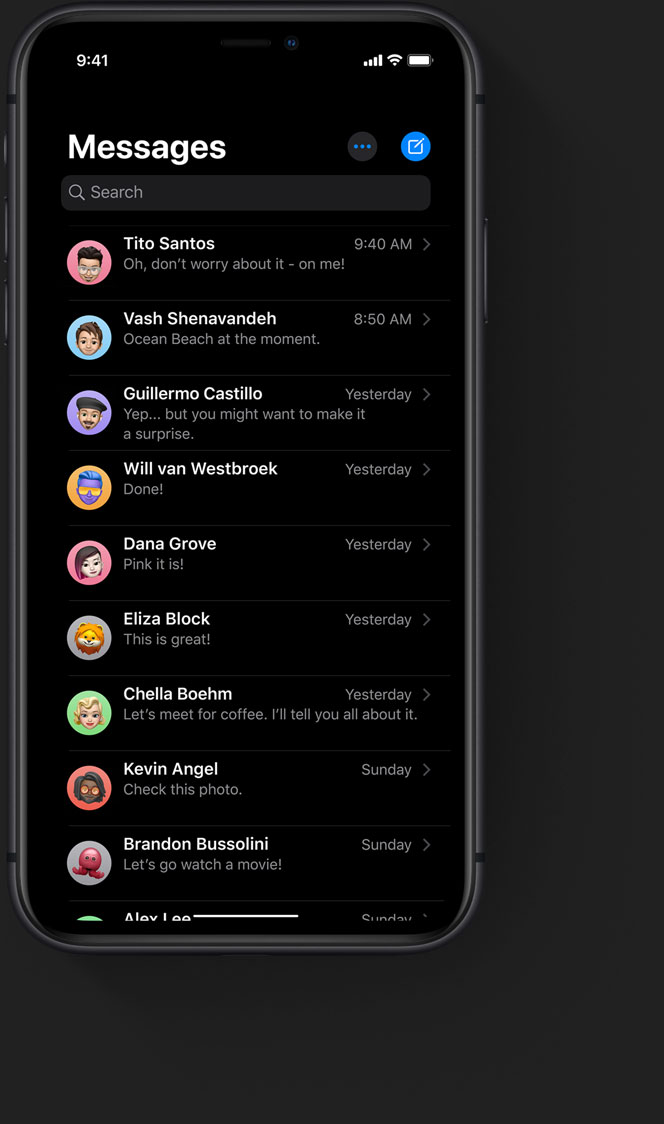 9:41
Messages
Search
Tito Santos 9:40 AM
Oh, don't worry about it - on me!
Vash Shenavandeh 8:50 AM
Ocean Beach at the moment.
Guillermo Castillo Yesterday
Yep... but you might want to make it
a surprise.
Will van Westbroek Yesterday
Done!
Dana Grove Yesterday
Pink it is!
Eliza Block Yesterday
This is great!
Chella Boehm Yesterday
Let's meet for coffee. I'll tell you all about it.
Kevin Angel Sunday
Check this photo.
Brandon Bussolini Sunday
Let's go watch a movie!
Alex Lee Sunday